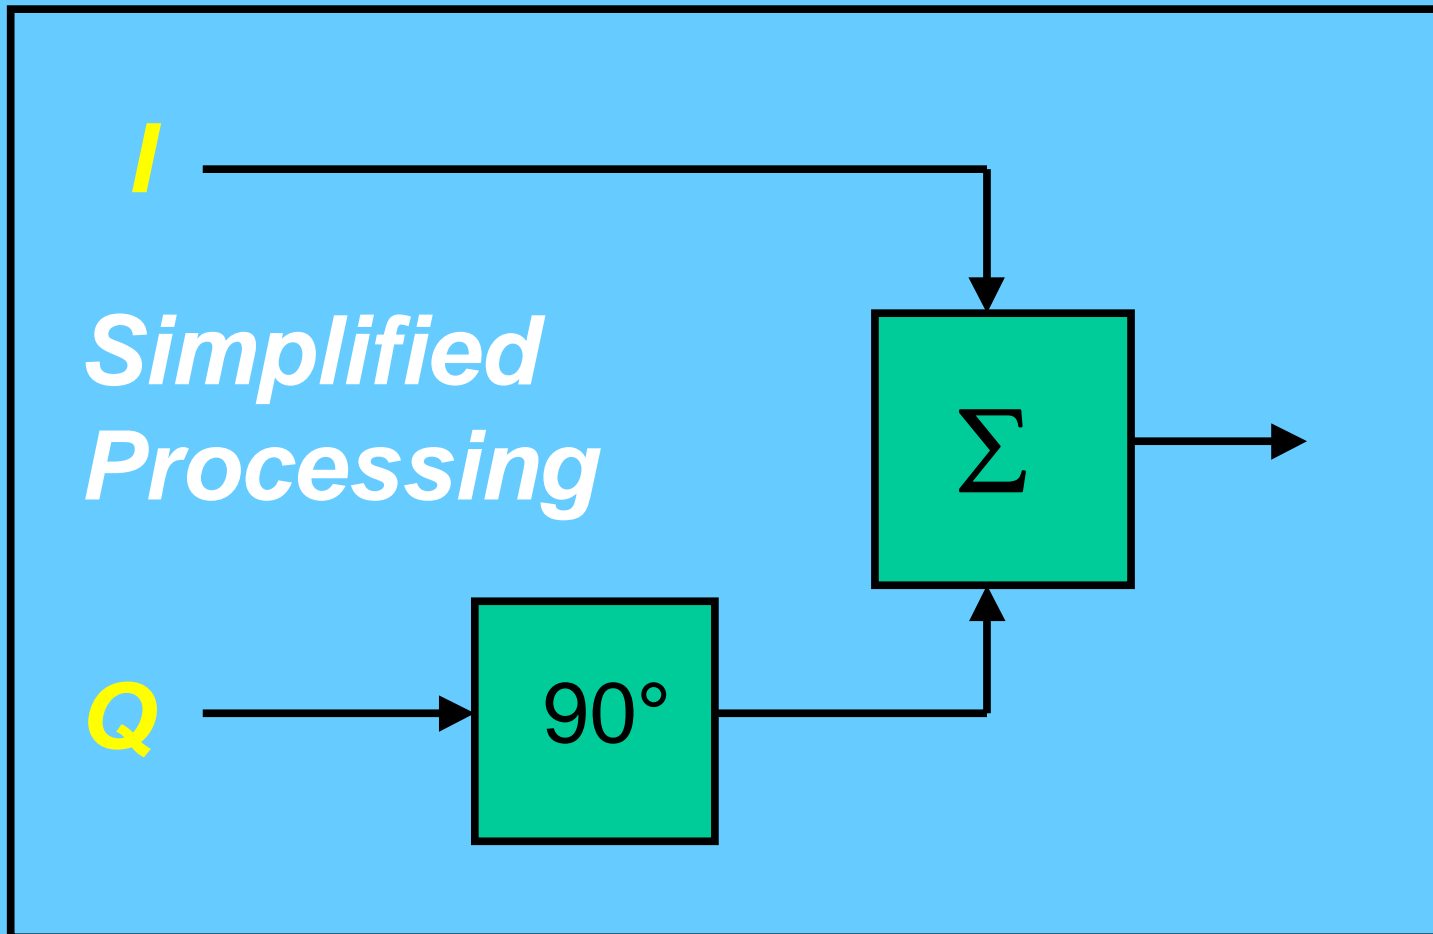 I
Simplified
Processing
Σ
Q
90°